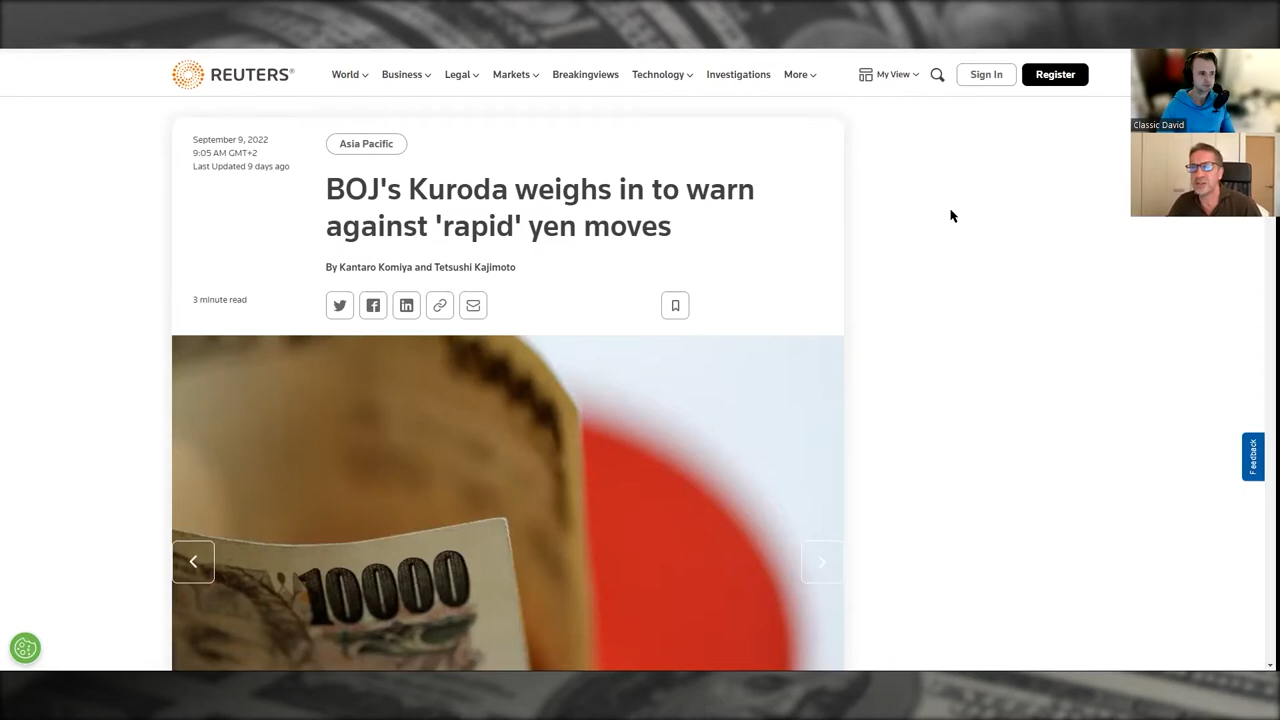 REUTERS®
World
Business
Legal
Markets
Breakingviews
Technology
Investigations
More
My View
Sign In
Register
Classic David
September 9, 2022
9:05 AM GMT+2
Last Updated 9 days ago
Asia Pacific
BOJ's Kuroda weighs in to warn
against 'rapid' yen moves
By Kantaro Komiya and Tetsushi Kajimoto
3 minute read
10000
Feedback